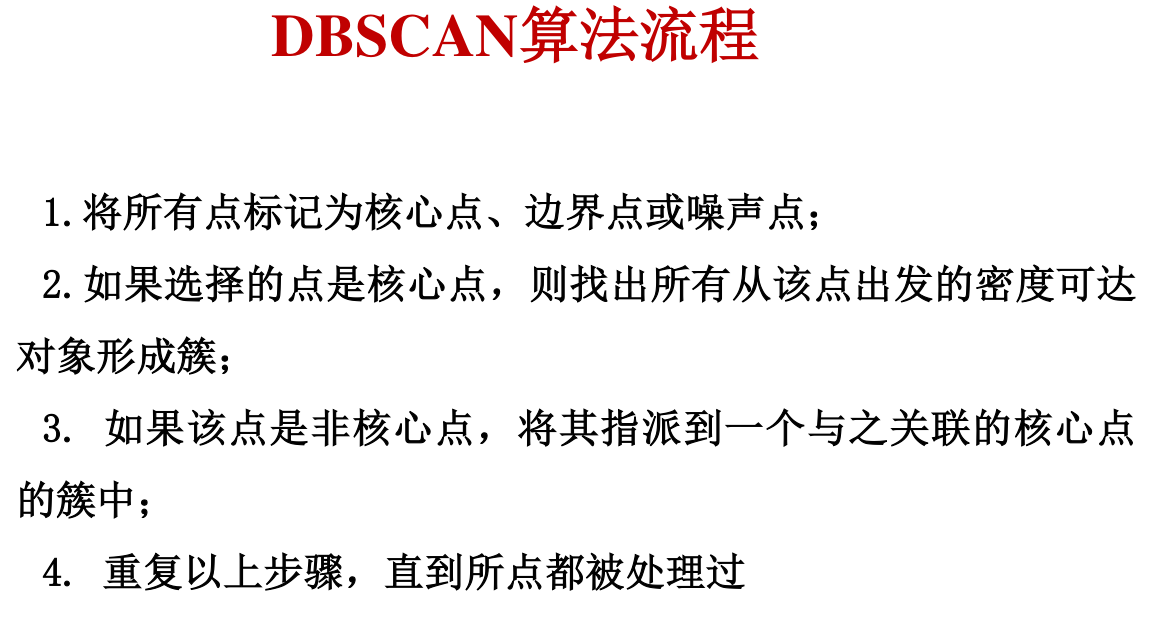 DBSCAN算法流程
1.将所有点标记为核心点、边界点或噪声点；
2.如果选择的点是核心点，则找出所有从该点出发的密度可达
对象形成簇；
3. 如果该点是非核心点，将其指派到一个与之关联的核心点
的簇中；
4. 重复以上步骤，直到所点都被处理过